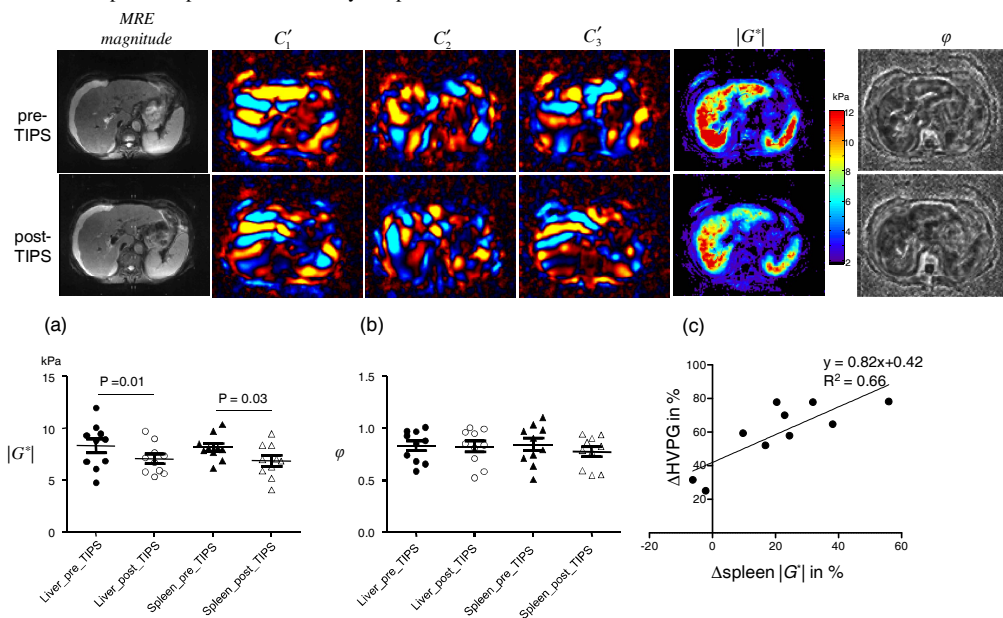 MRE
magnitude
C′1
C′2
C′3
|G*|
φ
pre-
TIPS
post-
TIPS
kPa
12
10
8
6
4
2
(a)
(b)
(c)
kPa
15
10
5
0
|G*|
P =0.01
P = 0.03
Liver_pre_TIPS
Liver_post_TIPS
Spleen_pre_TIPS
Spleen_post_TIPS
1.5
1.0
0.5
0.0
φ
Liver_pre_TIPS
Liver_post_TIPS
Spleen_pre_TIPS
Spleen_post_TIPS
y = 0.82x+0.42
R² = 0.66
100
80
60
40
20
ΔHVPG in %
-20
0
20
40
60
Δspleen |G*| in %